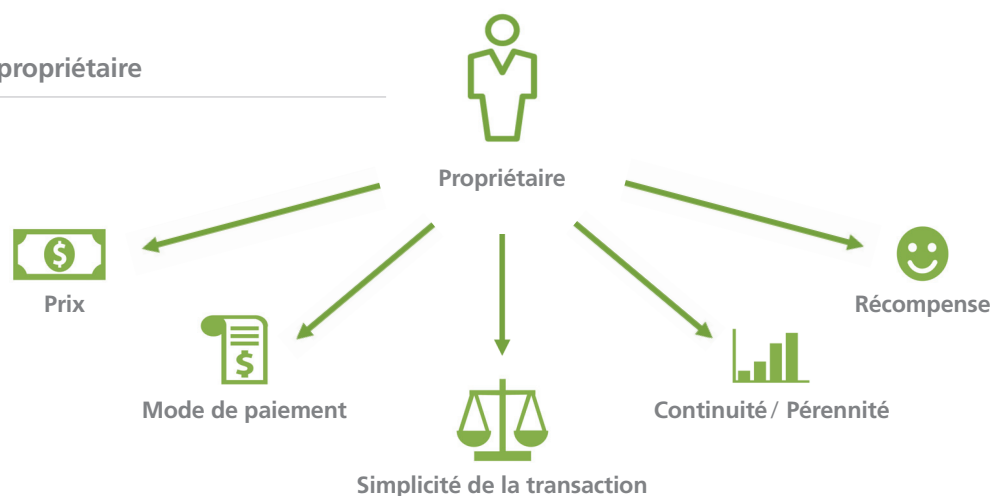 propriétaire
Propriétaire
Prix
Récompense
Mode de paiement
Continuité / Pérennité
Simplicité de la transaction